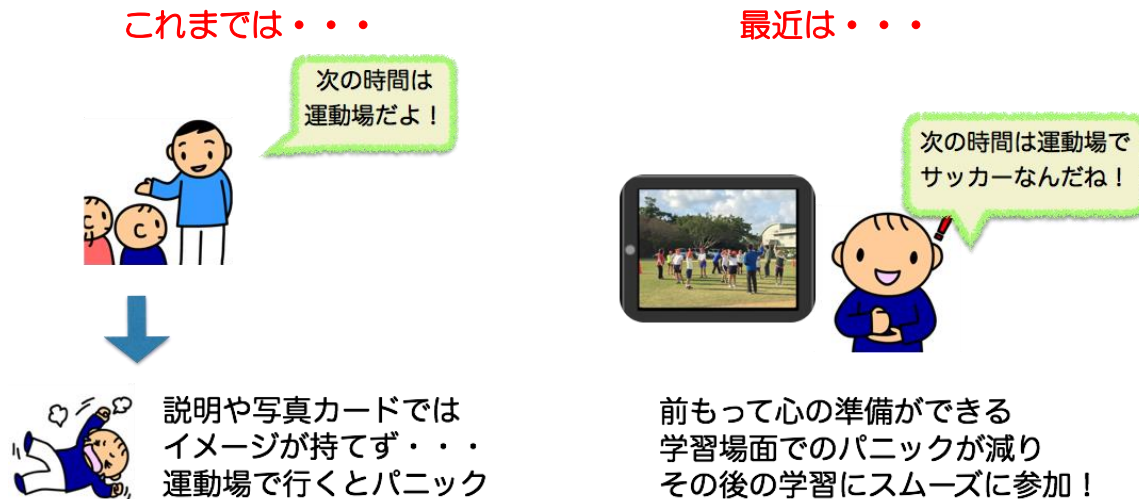 これまでは・・・
次の時間は
運動場だよ！
説明や写真カードでは
イメージが持てず・・・
運動場で行くとパニック
最近は・・・
次の時間は運動場で
サッカーなんだね！
前もって心の準備ができる
学習場面でのパニックが減り
その後の学習にスムーズに参加！